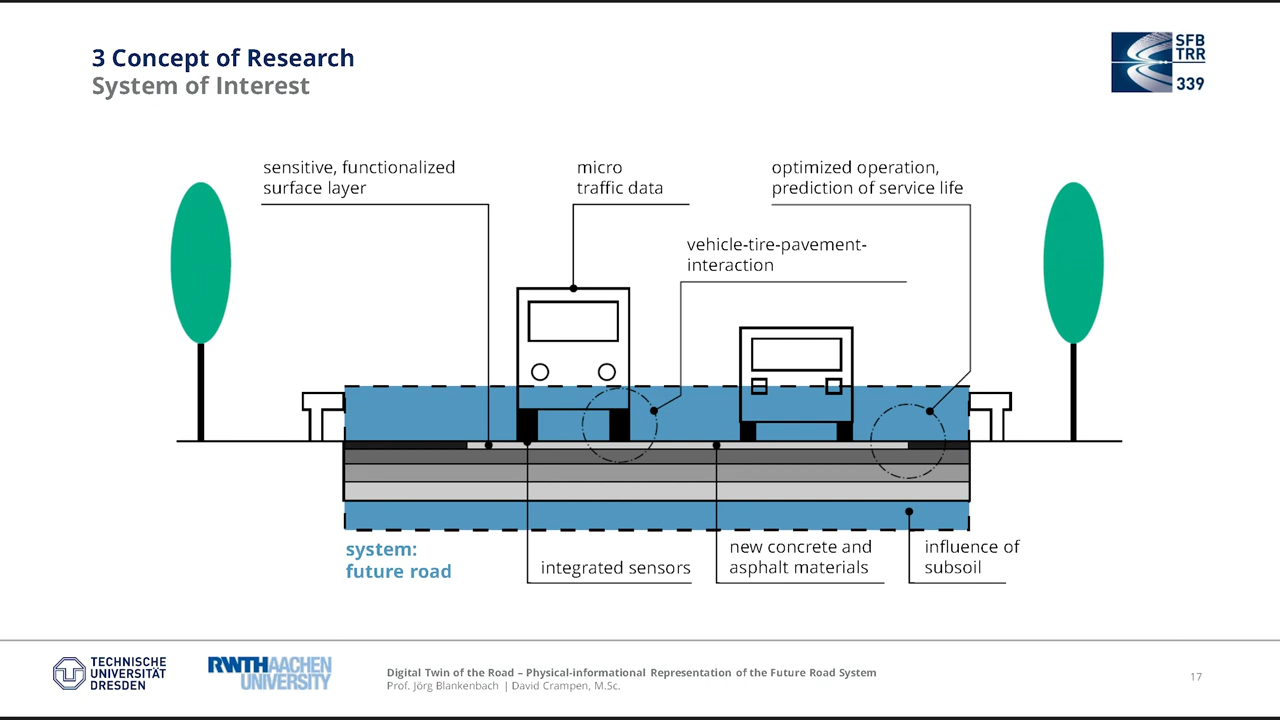 3 Concept of Research
System of Interest
SFB
TRR
339
sensitive, functionalized
surface layer
micro
traffic data
optimized operation,
prediction of service life
vehicle-tire-pavement-
interaction
system:
future road
integrated sensors
new concrete and
asphalt materials
influence of
subsoil
TECHNISCHE
UNIVERSITÄT
DRESDEN
RWTHAACHEN
UNIVERSITY
Digital Twin of the Road – Physical-informational Representation of the Future Road System
Prof. Jörg Blankenbach | David Crampen, M.Sc.
17